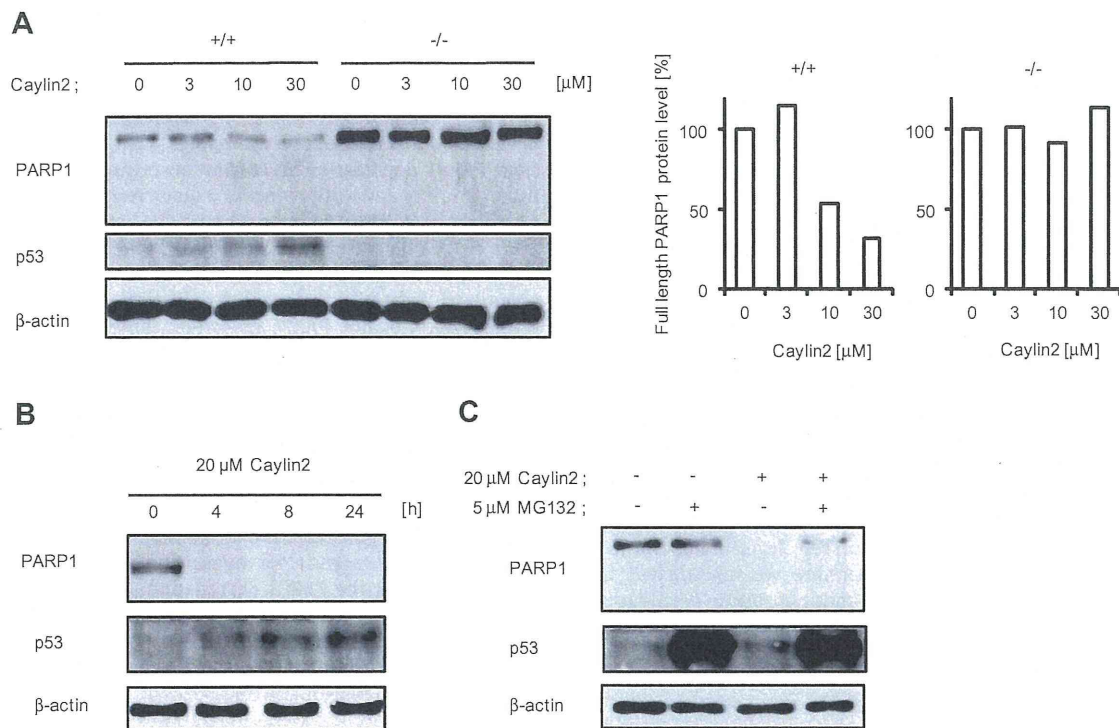 A
+/+ -/-
Caylin2 ; 0 3 10 30 0 3 10 30 [μM]
PARP1
p53
β-actin
Full length PARP1 protein level [%]
+/+
100
50
0
0 3 10 30
Caylin2 [μM]
-/-
100
50
0
0 3 10 30
Caylin2 [μM]
B
20 μM Caylin2
0 4 8 24 [h]
PARP1
p53
β-actin
C
20 μM Caylin2 ; - - + +
5 μM MG132 ; - + - +
PARP1
p53
β-actin